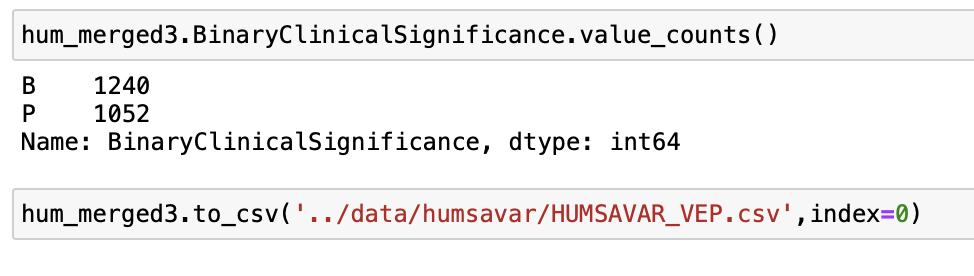 hum_merged3.BinaryClinicalSignificance.value_counts()
B    1240
P    1052
Name: BinaryClinicalSignificance, dtype: int64
hum_merged3.to_csv('../data/humsavar/HUMSAVAR_VEP.csv',index=0)